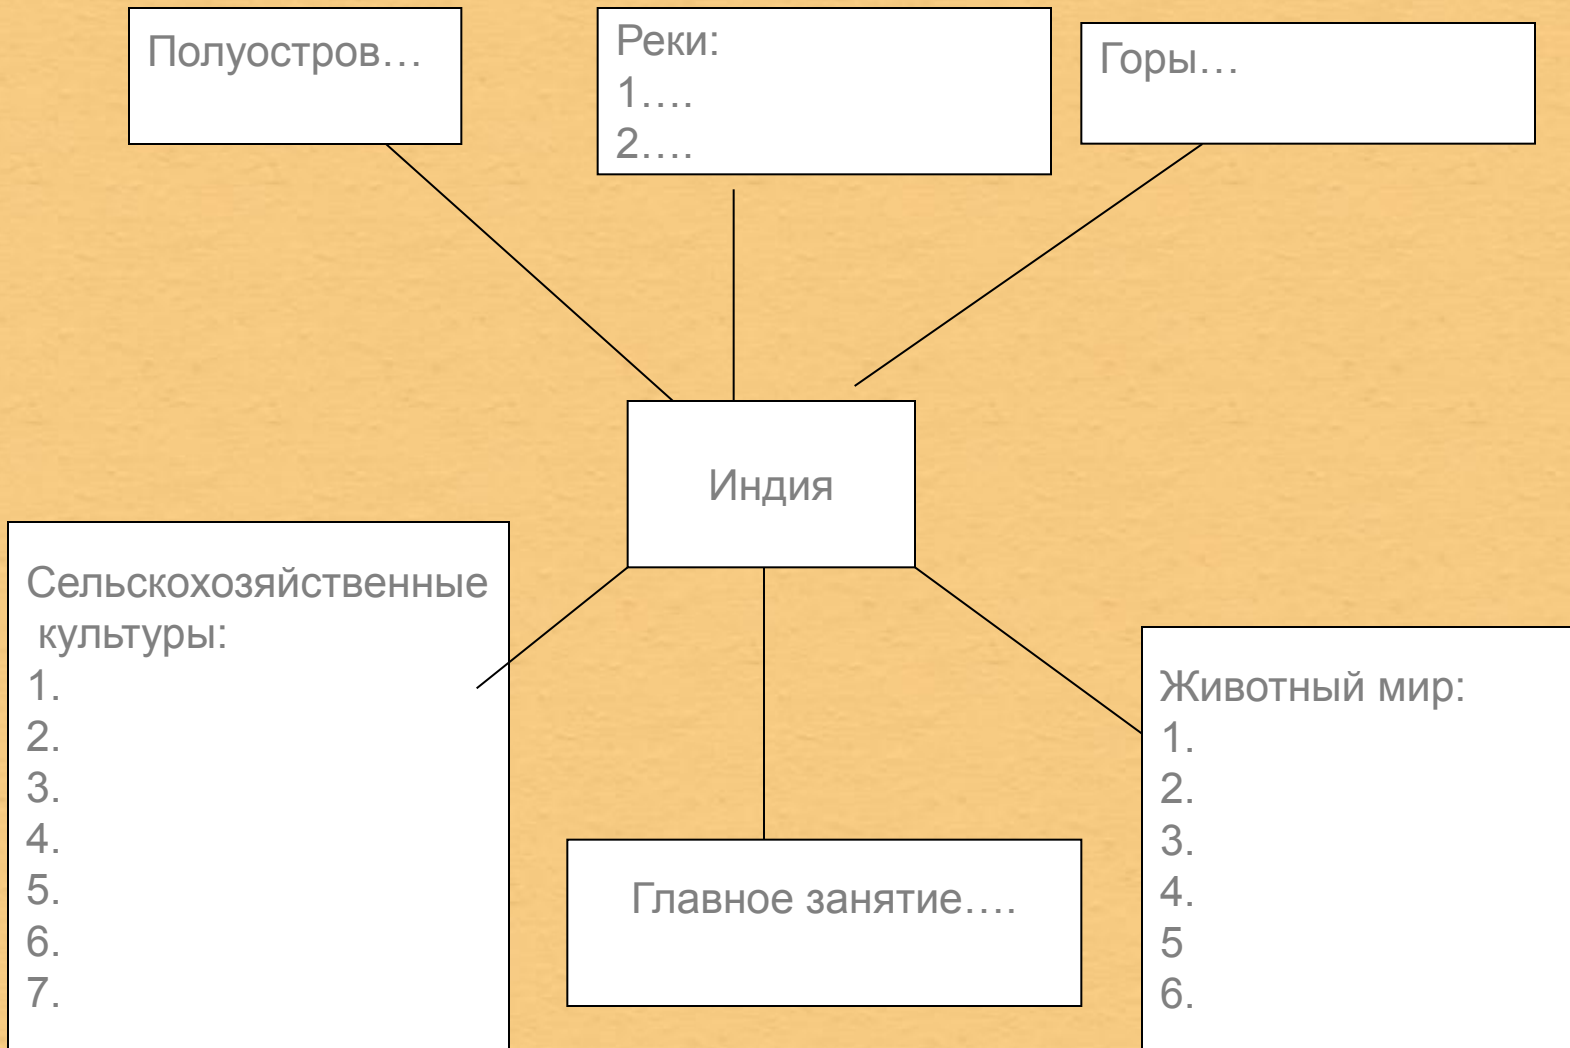 Полуостров…
Реки:
1….
2….
Горы…
Индия
Сельскохозяйственные
культуры:
1.
2.
3.
4.
5.
6.
7.
Главное занятие….
Животный мир:
1.
2.
3.
4.
5
6.